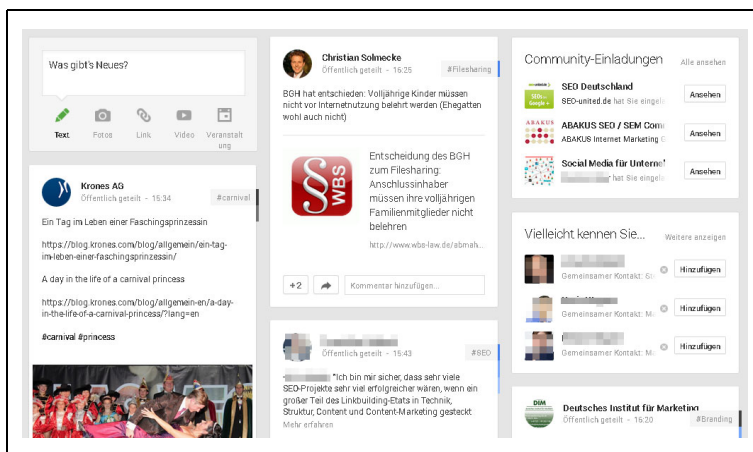 Was gibt's Neues?
Text
Fotos
Link
Video
Veranstalt
ung
Krones AG
Öffentlich geteilt - 15:34
#carnival
Ein Tag im Leben einer Faschingsprinzessin
https://blog.krones.com/blog/allgemein/ein-tag-
im-leben-einer-faschingsprinzessin/
A day in the life of a carnival princess
https://blog.krones.com/blog/allgemein-en/a-day-
in-the-life-of-a-carnival-princess/?lang=en
#carnival #princess
Christian Solmecke
Öffentlich geteilt - 16:26
#Filesharing
BGH hat entschieden: Volljährige Kinder müssen
nicht vor Internetnutzung belehrt werden (Ehegatten
wohl auch nicht)
§ WBS
Entscheidung des BGH
zum Filesharing:
Anschlussinhaber
müssen ihre volljährigen
Familienmitglieder nicht
belehren
http://www.wbs-law.de/abmah...
+2
Kommentar hinzufügen...
Öffentlich geteilt - 15:43
#SEO
"Ich bin mir sicher, dass sehr viele
SEO-Projekte sehr viel erfolgreicher wären, wenn ein
großer Teil des Linkbuilding-Etats in Technik,
Struktur, Content und Content-Marketing gesteckt
Mehr erfahren
Community-Einladungen
Alle ansehen
SEOs
Google +
SEO Deutschland
SEO-united.de hat Sie eingela
Ansehen
ABAKUS
ABAKUS SEO / SEM Com
ABAKUS Internet Marketing G
Ansehen
Social Media für Unterne
hat Sie eingela
Ansehen
Vielleicht kennen Sie...
Weitere anzeigen
Gemeinsamer Kontakt:
Hinzufügen
Gemeinsamer Kontakt: Ma
Hinzufügen
Gemeinsamer Kontakt: Ma
Hinzufügen
DIM
Deutsches Institut für Marketing
Öffentlich geteilt - 16:20
#Branding